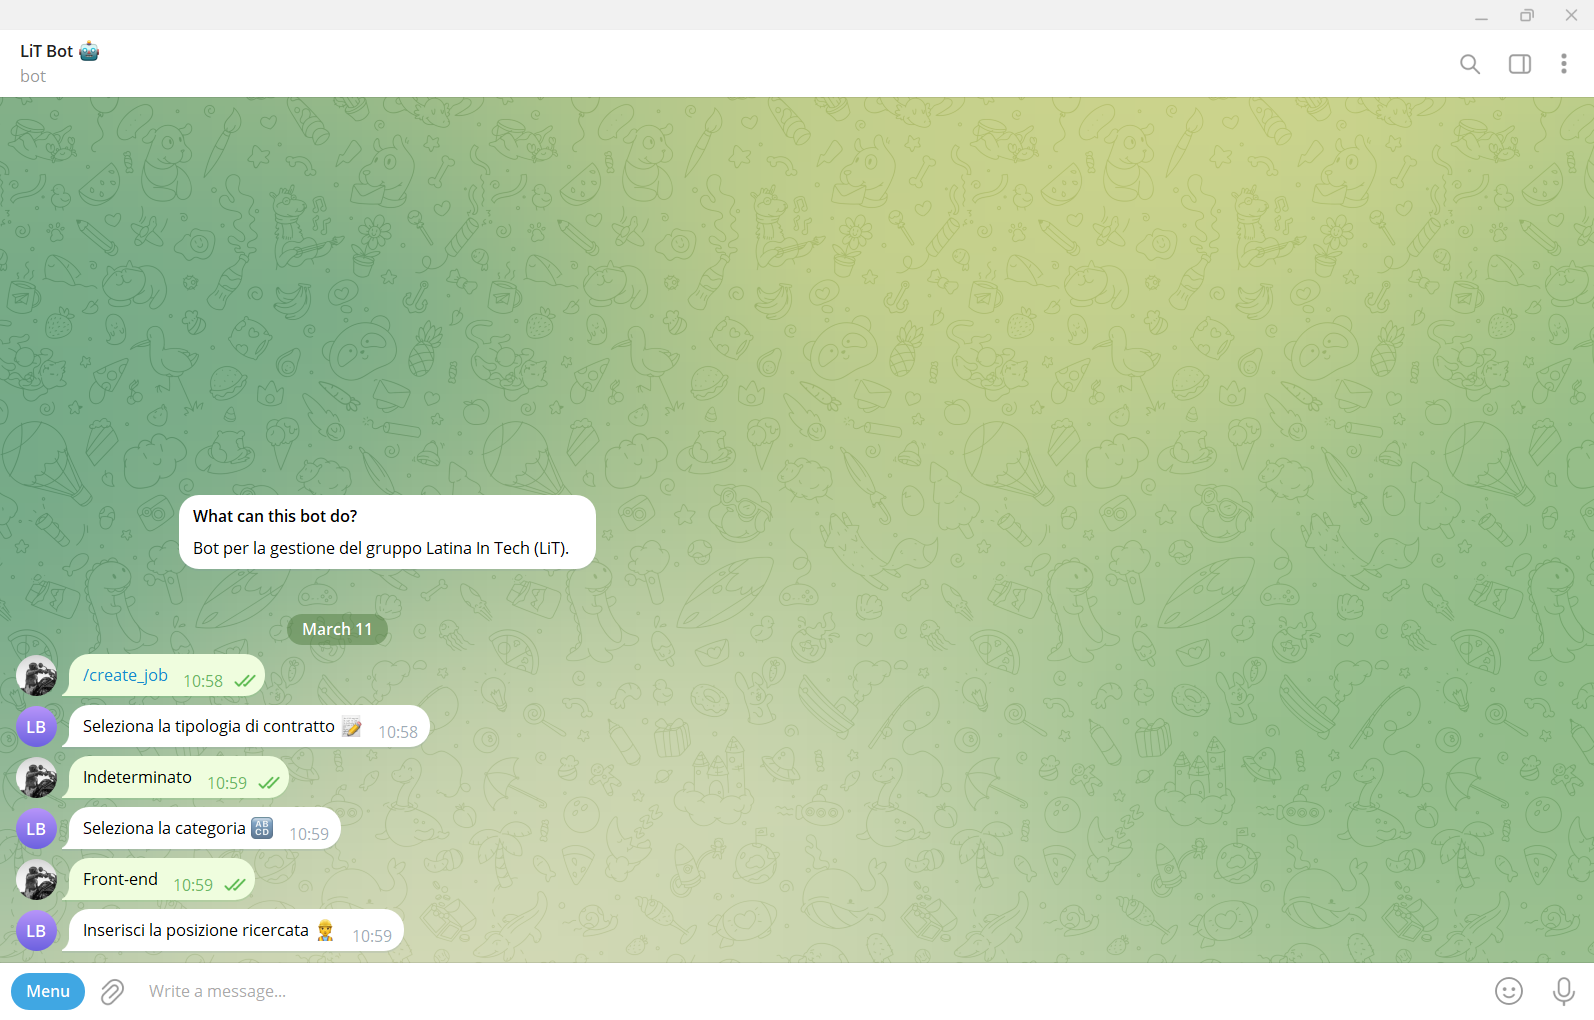 LiT Bot 🤖
bot
What can this bot do?
Bot per la gestione del gruppo Latina In Tech (LiT).
March 11
/create_job 10:58
LB Seleziona la tipologia di contratto 📝 10:58
Indeterminato 10:59
LB Seleziona la categoria 🔠 10:59
Front-end 10:59
LB Inserisci la posizione ricercata 👷‍♂️ 10:59
Menu Write a message...